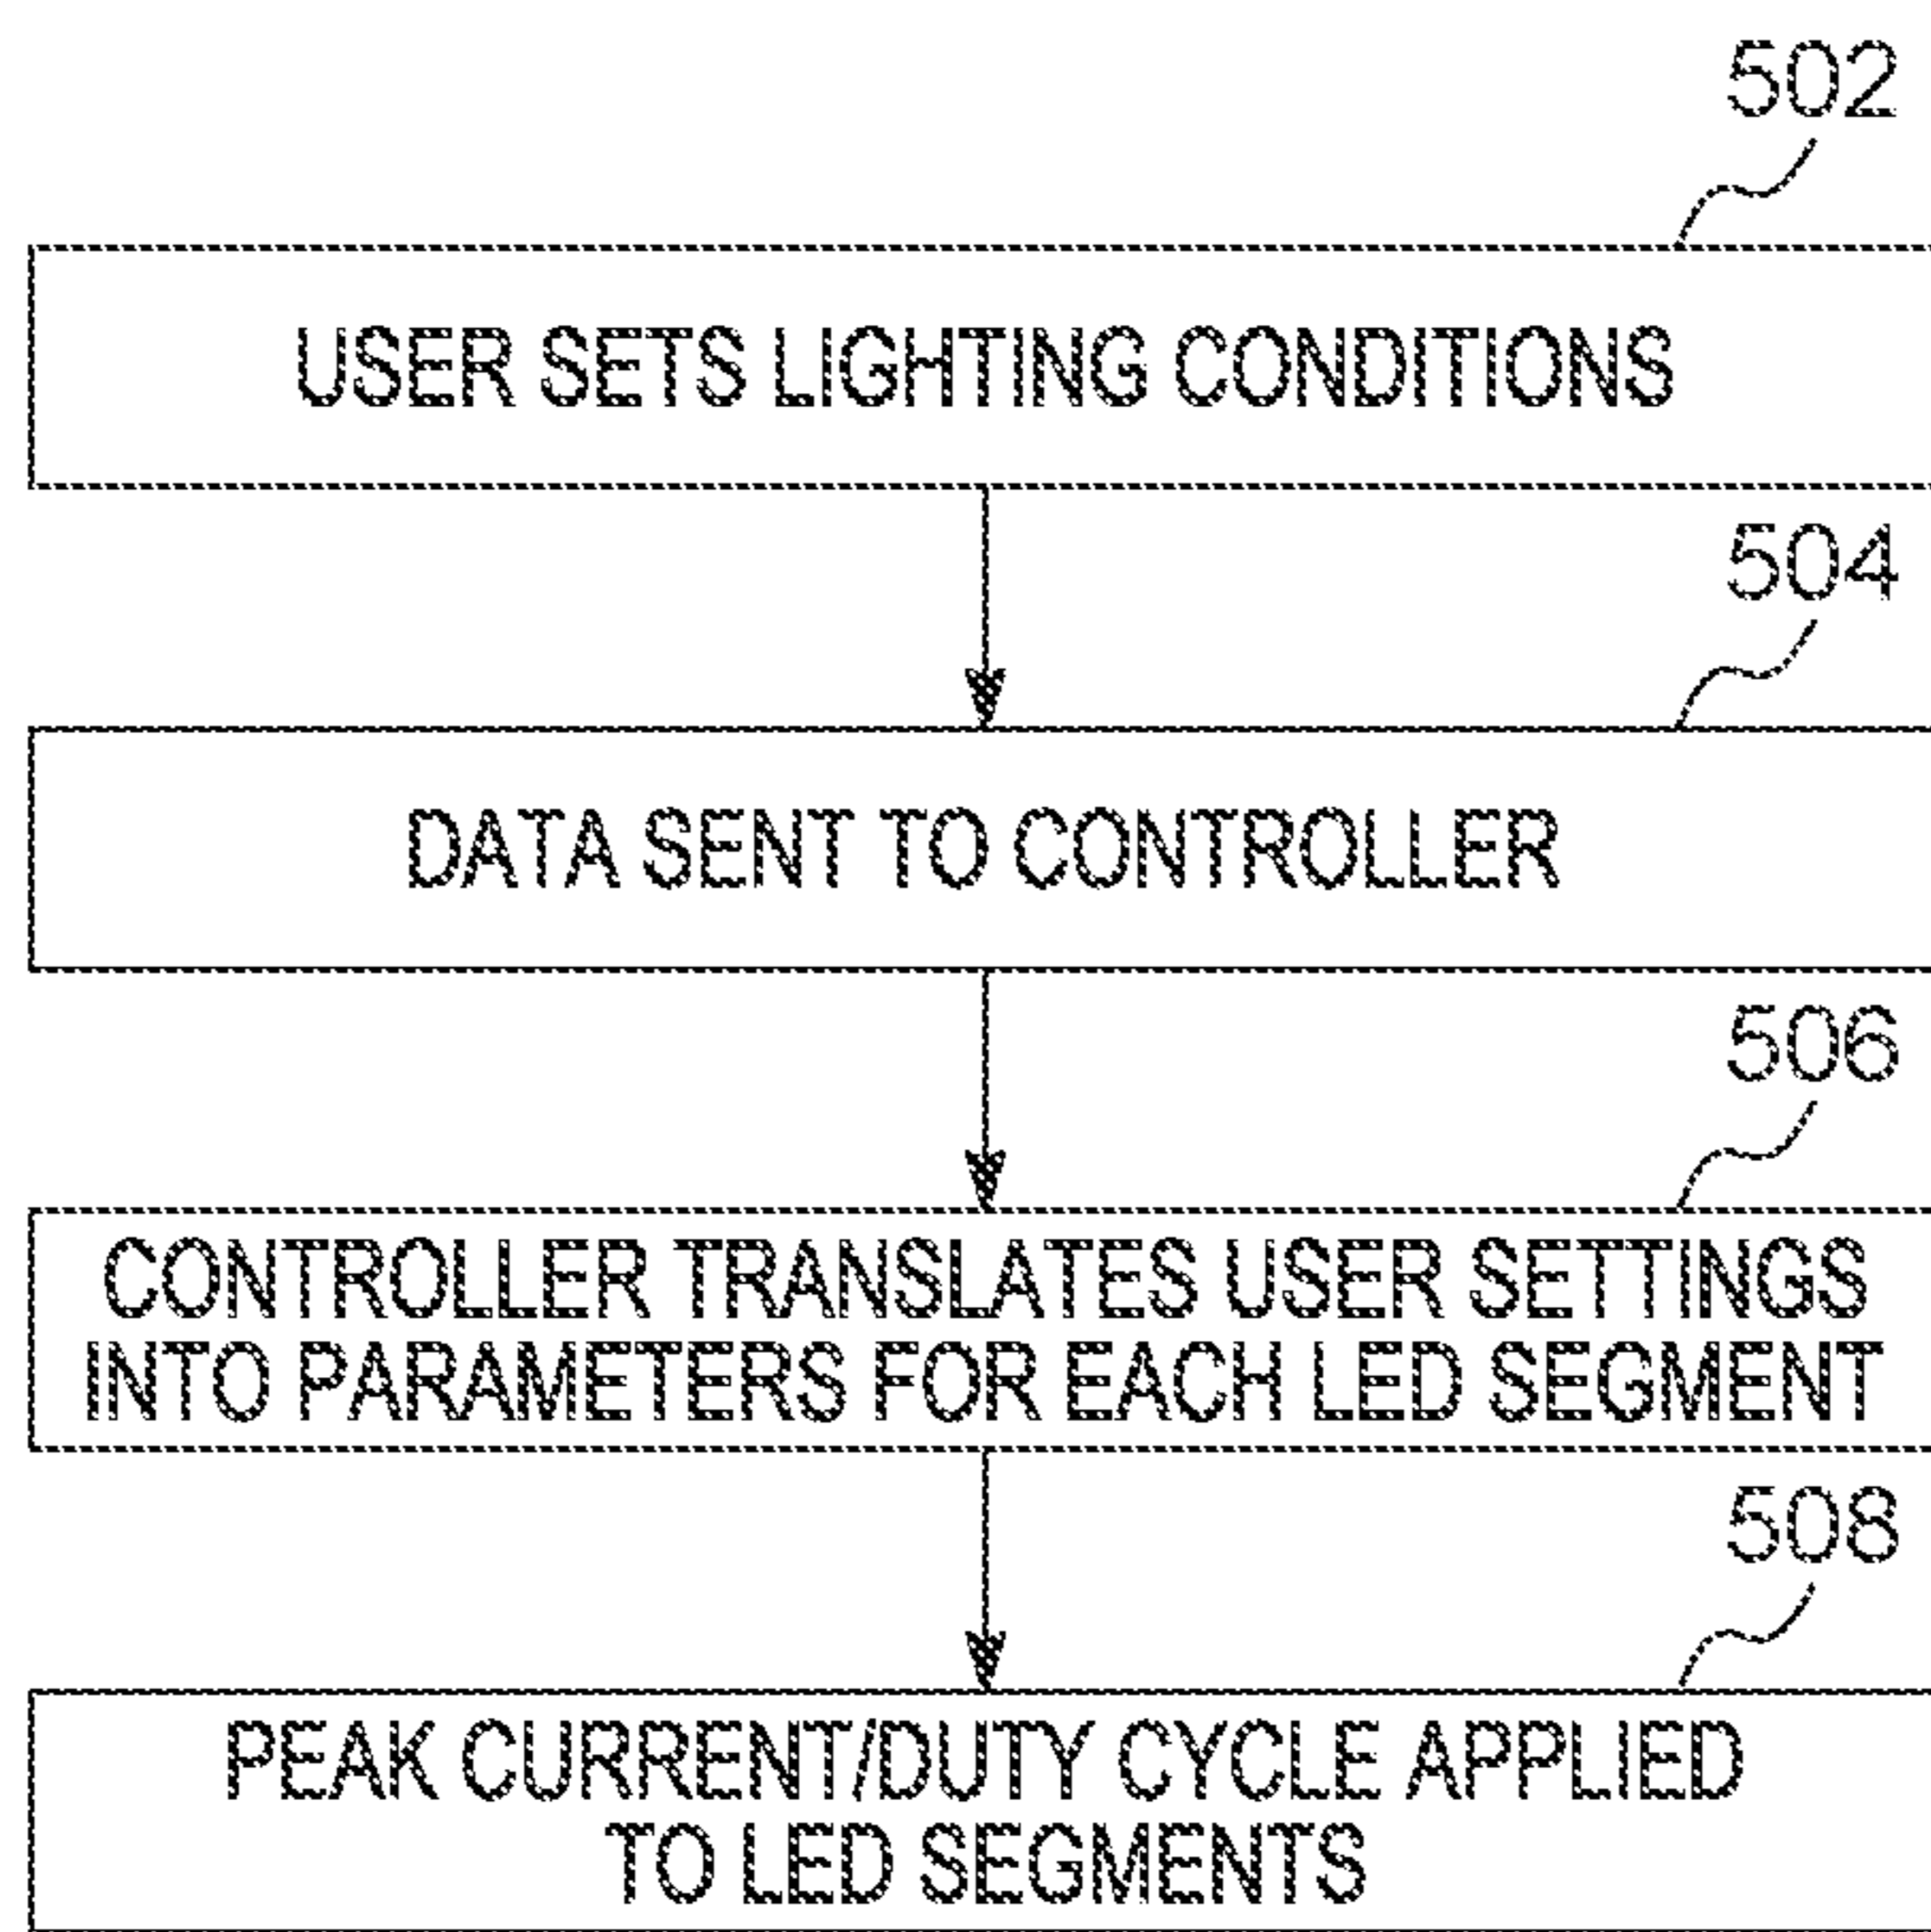 502
USER SETS LIGHTING CONDITIONS
504
DATA SENT TO CONTROLLER
506
CONTROLLER TRANSLATES USER SETTINGS
INTO PARAMETERS FOR EACH LED SEGMENT
508
PEAK CURRENT/DUTY CYCLE APPLIED
TO LED SEGMENTS